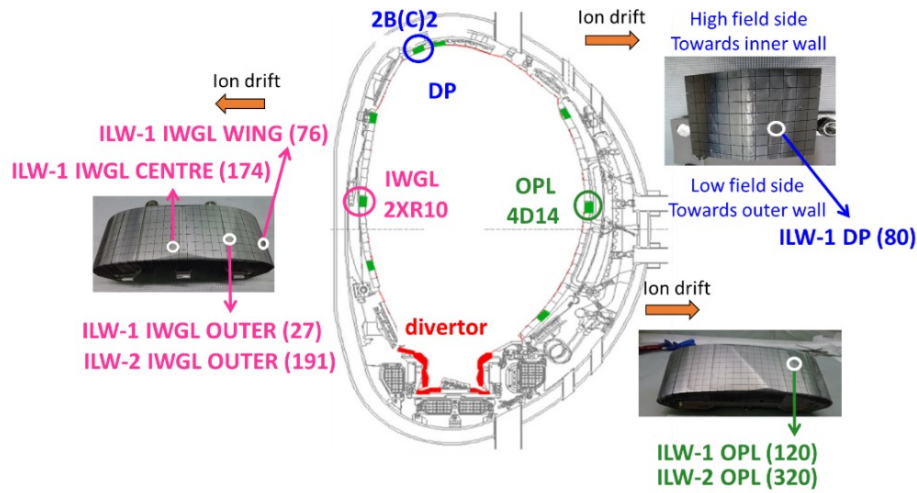 2B(C)2
DP
Ion drift
High field side
Towards inner wall
Low field side
Towards outer wall
ILW-1 DP (80)
Ion drift
ILW-1 IWGL WING (76)
ILW-1 IWGL CENTRE (174)
ILW-1 IWGL OUTER (27)
ILW-2 IWGL OUTER (191)
IWGL
2XR10
OPL
4D14
divertor
Ion drift
ILW-1 OPL (120)
ILW-2 OPL (320)